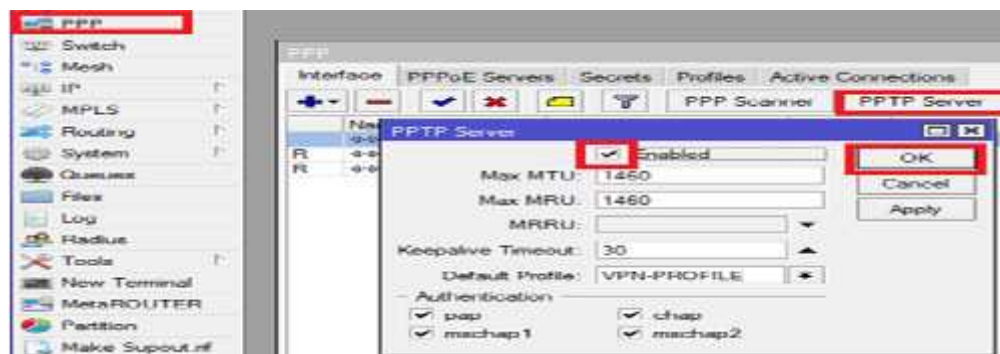 PPP
Switch
Mesh
IP
MPLS
Routing
System
Queues
Files
Log
Radius
Tools
New Terminal
MetaROUTER
Partition
Make Supout.rif
PPP
Interface PPPoE Servers Secrets Profiles Active Connections
PPP Scanner PPTP Server
R
R
PPTP Server
Enabled
Max MTU: 1460
Max MRU: 1460
MRRU:
Keepalive Timeout: 30
Default Profile: VPN-PROFILE
Authentication
pap chap
mschap1 mschap2
OK
Cancel
Apply